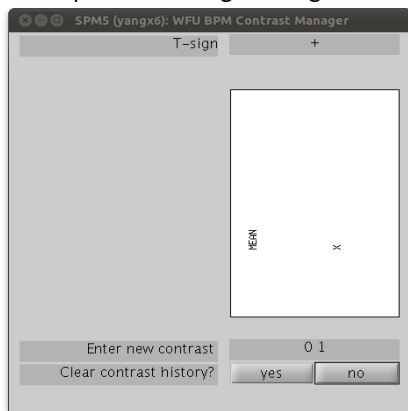 SPM5 (yangx6): WFU BPM Contrast Manager
T-sign +
MEAN X
Enter new contrast 0 1
Clear contrast history? yes no